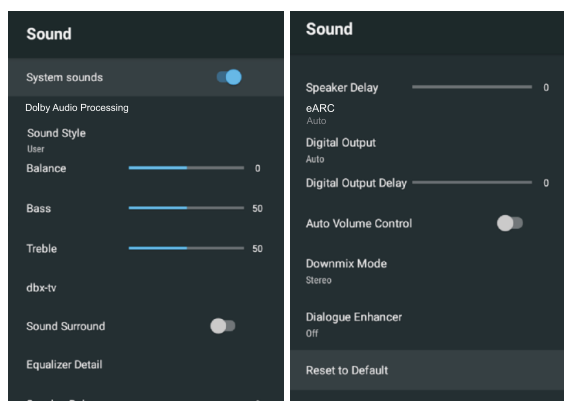 Sound
System sounds
Dolby Audio Processing
Sound Style
User
Balance 0
Bass 50
Treble 50
dbx-tv
Sound Surround
Equalizer Detail
Sound
Speaker Delay 0
eARC
Auto
Digital Output
Auto
Digital Output Delay 0
Auto Volume Control
Downmix Mode
Stereo
Dialogue Enhancer
Off
Reset to Default